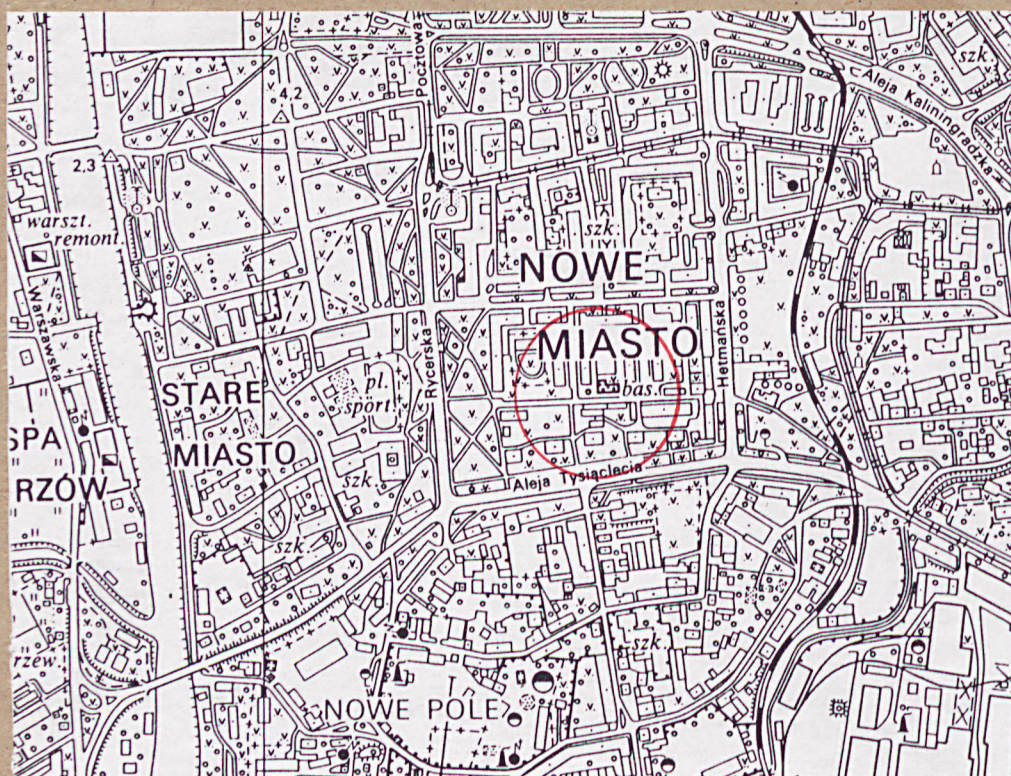 Pocztowa
szk.
Aleja Kaliningradzka
4,2
2,3
warszt.
remont.
szk.
NOWE
Warszawska
Rycerska
MIASTO
Hetmańska
STARE
pl.
sport.
bas.
SPA
MIASTO
RZÓW
szk.
Aleja Tysiąclecia
szk.
szk.
rzew.
NOWE POLE